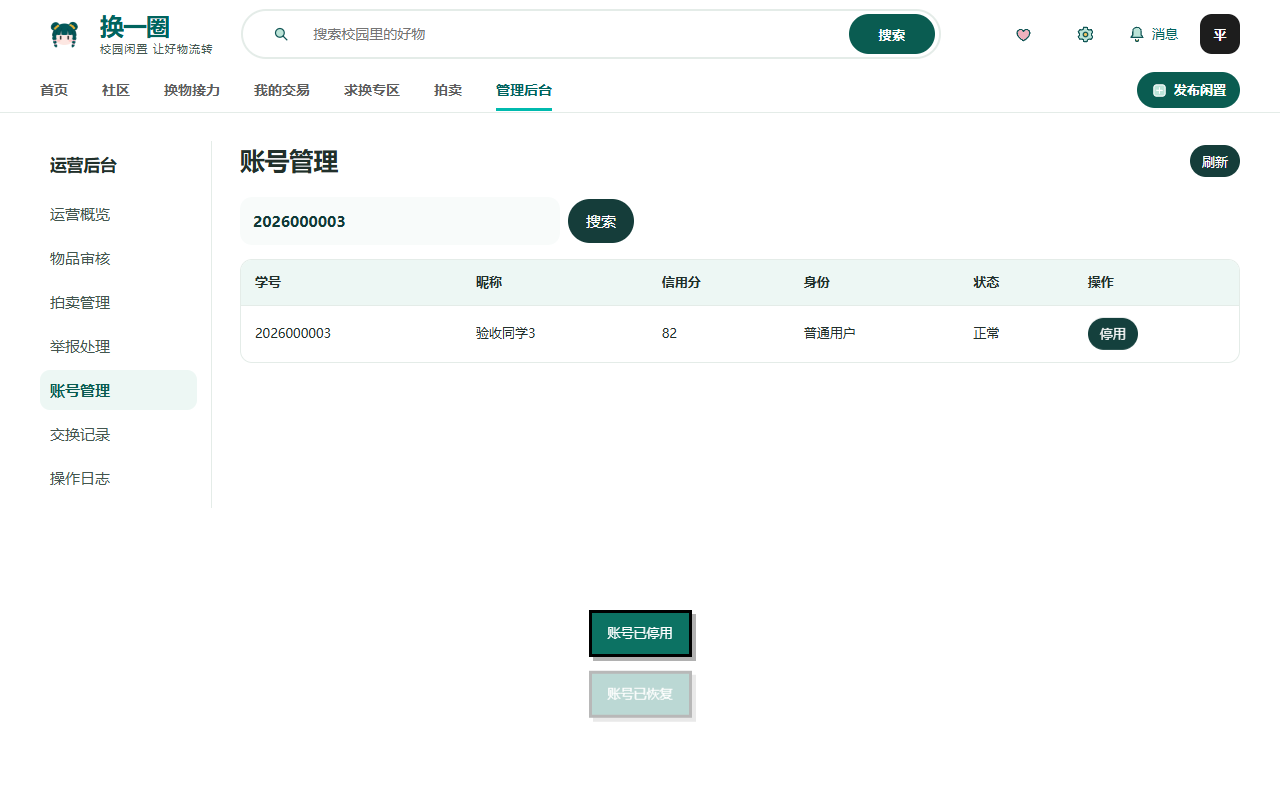 换一圈
校园闲置 让好物流转
搜索校园里的好物
搜索
消息
平
首页 社区 换物接力 我的交易 求换专区 拍卖 管理后台
发布闲置
运营后台
运营概览
物品审核
拍卖管理
举报处理
账号管理
交换记录
操作日志
账号管理
刷新
2026000003
搜索
学号 昵称 信用分 身份 状态 操作
2026000003 验收同学3 82 普通用户 正常 停用
账号已停用
账号已恢复